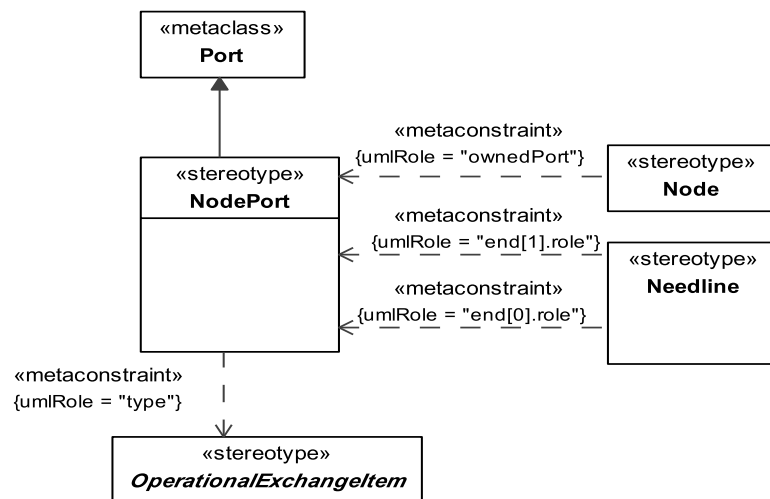 «metaclass»
Port
«metaconstraint»
{umlRole = "ownedPort"}
«stereotype»
NodePort
«stereotype»
Node
«metaconstraint»
{umlRole = "end[1].role"}
«stereotype»
Needline
«metaconstraint»
{umlRole = "end[0].role"}
«metaconstraint»
{umlRole = "type"}
«stereotype»
OperationalExchangeItem